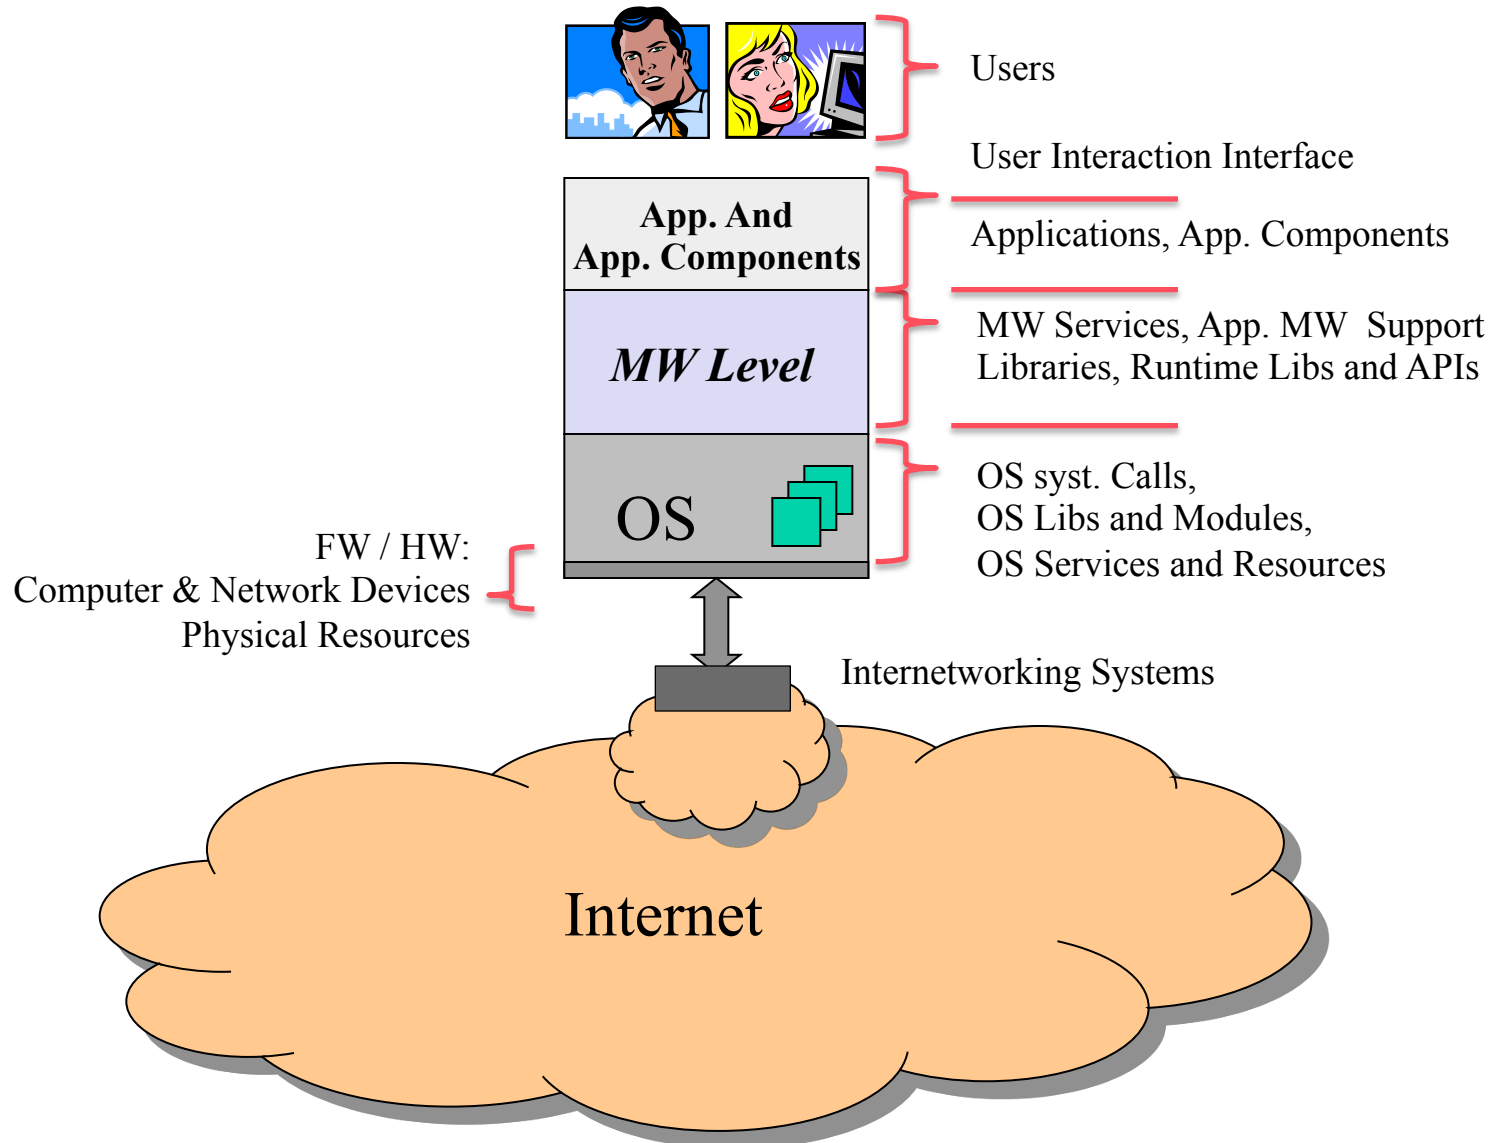 Users
User Interaction Interface
App. And
App. Components
Applications, App. Components
MW Level
MW Services, App. MW  Support
Libraries, Runtime Libs and APIs
OS
OS syst. Calls,
OS Libs and Modules,
OS Services and Resources
FW / HW:
Computer & Network Devices
Physical Resources
Internetworking Systems
Internet